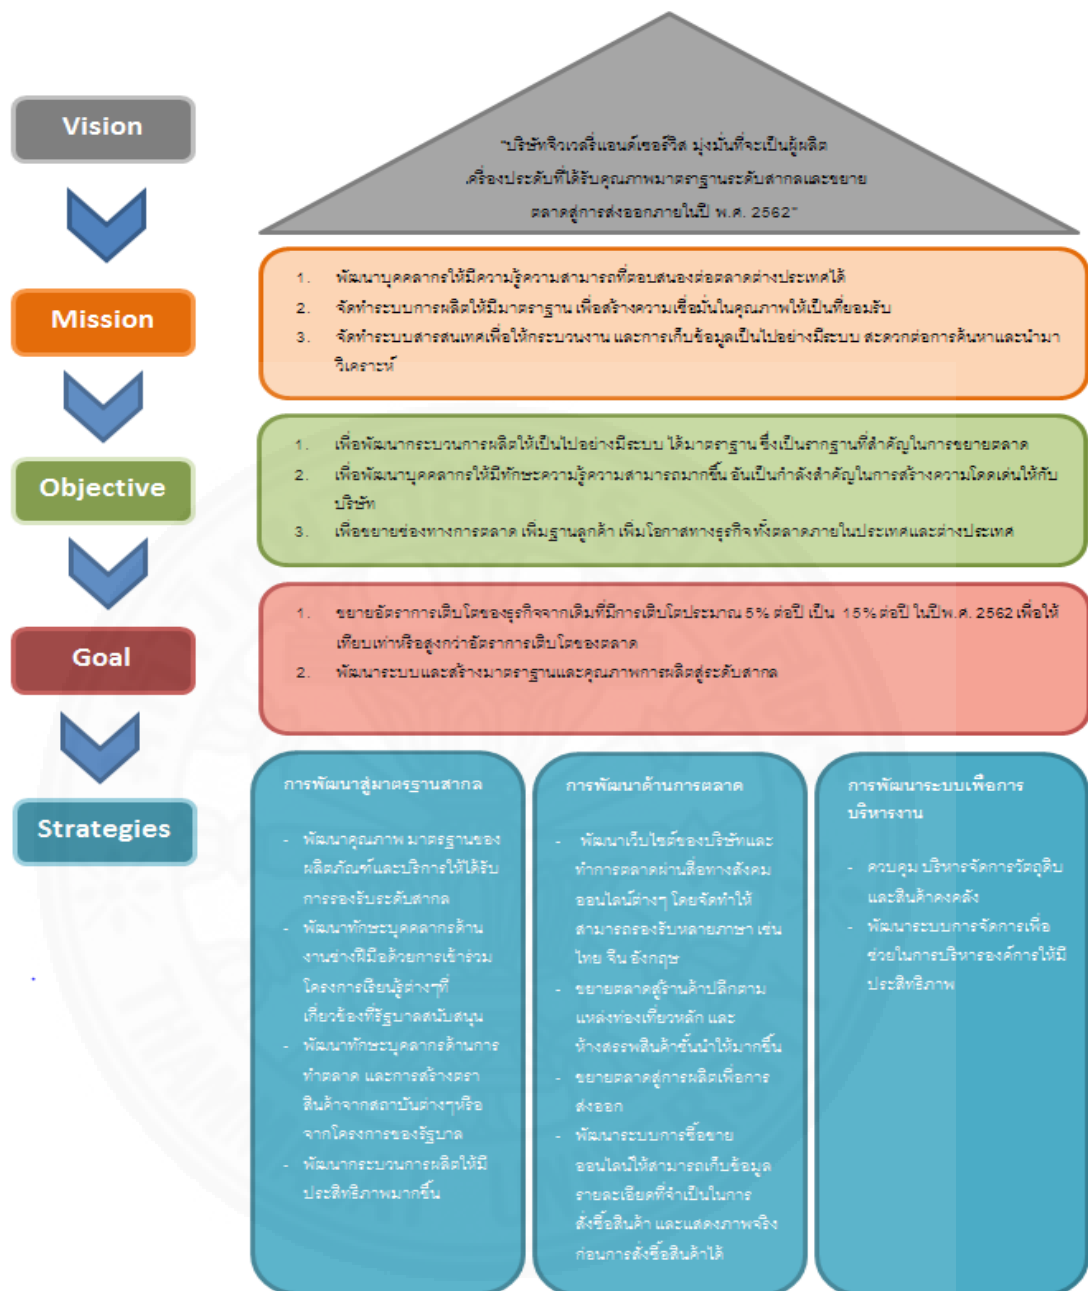 Vision
"บริษัทจิวเวลรี่แอนด์เซอร์วิส มุ่งมั่นที่จะเป็นผู้ผลิต
เครื่องประดับที่ได้รับคุณภาพมาตราฐานระดับสากลและขยาย
ตลาดสู่การส่งออกภายในปี พ.ศ. 2562"
Mission
1. พัฒนาบุคคลากรให้มีความรู้ความสามารถที่ตอบสนองต่อตลาดต่างประเทศได้
2. จัดทำระบบการผลิตให้มีมาตราฐาน เพื่อสร้างความเชื่อมั่นในคุณภาพให้เป็นที่ยอมรับ
3. จัดทำระบบสารสนเทศเพื่อให้กระบวนงาน และการเก็บข้อมูลเป็นไปอย่างมีระบบ สะดวกต่อการค้นหาและนำมา
วิเคราะห์
Objective
1. เพื่อพัฒนากระบวนการผลิตให้เป็นไปอย่างมีระบบ ได้มาตราฐาน ซึ่งเป็นรากฐานที่สำคัญในการขยายตลาด
2. เพื่อพัฒนาบุคคลากรให้มีทักษะความรู้ความสามารถมากขึ้น อันเป็นกำลังสำคัญในการสร้างความโดดเด่นให้กับ
บริษัท
3. เพื่อขยายช่องทางการตลาด เพิ่มฐานลูกค้า เพิ่มโอกาสทางธุรกิจทั้งตลาดภายในประเทศและต่างประเทศ
Goal
1. ขยายอัตราการเติบโตของธุรกิจจากเดิมที่มีการเติบโตประมาณ 5% ต่อปี เป็น 15% ต่อปี ในปีพ.ศ. 2562 เพื่อให้
เทียบเท่าหรือสูงกว่าอัตราการเติบโตของตลาด
2. พัฒนาระบบและสร้างมาตราฐานและคุณภาพการผลิตสู่ระดับสากล
Strategies
การพัฒนาสู่มาตรฐานสากล
- พัฒนาคุณภาพ มาตรฐานของ
ผลิตภัณฑ์และบริการให้ได้รับ
การรองรับระดับสากล
- พัฒนาทักษะบุคคลากรด้าน
งานช่างฝีมือด้วยการเข้าร่วม
โครงการเรียนรู้ต่างๆที่
เกี่ยวข้องที่รัฐบาลสนับสนุน
- พัฒนาทักษะบุคลากรด้านการ
ทำตลาด และการสร้างตรา
สินค้าจากสถาบันต่างๆหรือ
จากโครงการของรัฐบาล
- พัฒนากระบวนการผลิตให้มี
ประสิทธิภาพมากขึ้น
การพัฒนาด้านการตลาด
- พัฒนาเว็บไซต์ของบริษัทและ
ทำการตลาดผ่านสื่อทางสังคม
ออนไลน์ต่างๆ โดยจัดทำให้
สามารถรองรับหลายภาษา เช่น
ไทย จีน อังกฤษ
- ขยายตลาดสู่ร้านค้าปลีกตาม
แหล่งท่องเที่ยวหลัก และ
ห้างสรรพสินค้าชั้นนำให้มากขึ้น
- ขยายตลาดสู่การผลิตเพื่อการ
ส่งออก
- พัฒนาระบบการซื้อขาย
ออนไลน์ให้สามารถเก็บข้อมูล
รายละเอียดที่จำเป็นในการ
สั่งซื้อสินค้า และแสดงภาพจริง
ก่อนการสั่งซื้อสินค้าได้
การพัฒนาระบบเพื่อการ
บริหารงาน
- ควบคุม บริหารจัดการวัตถุดิบ
และสินค้าคงคลัง
- พัฒนาระบบการจัดการเพื่อ
ช่วยในการบริหารองค์การให้มี
ประสิทธิภาพ